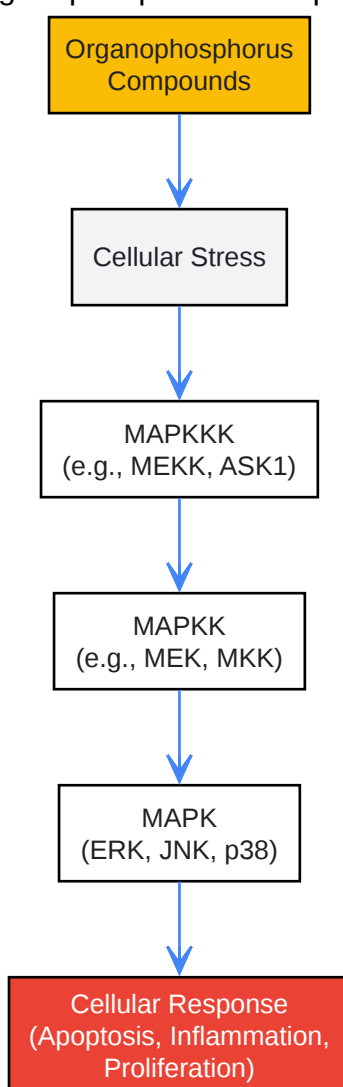 Organophosphorus
Compounds
Cellular Stress
MAPKKK
(e.g., MEKK, ASK1)
MAPKK
(e.g., MEK, MKK)
MAPK
(ERK, JNK, p38)
Cellular Response
(Apoptosis, Inflammation,
Proliferation)